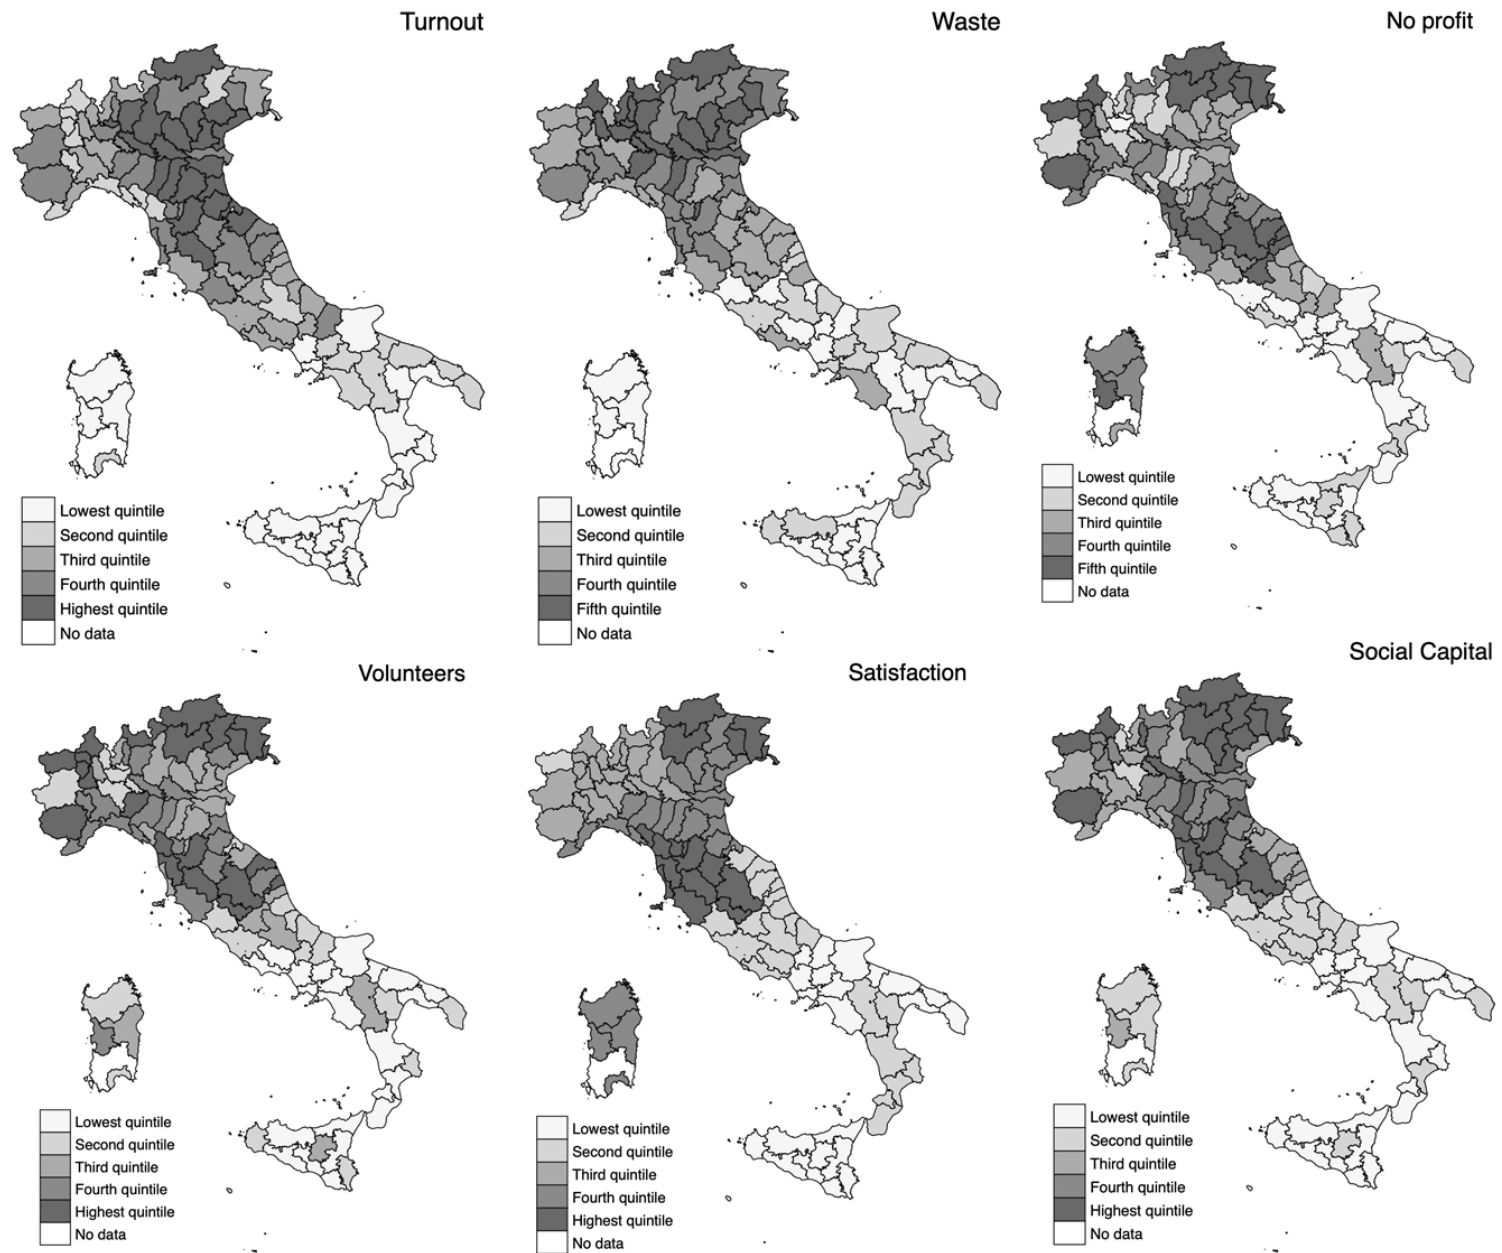 Turnout
Lowest quintile
Second quintile
Third quintile
Fourth quintile
Highest quintile
No data
Waste
Lowest quintile
Second quintile
Third quintile
Fourth quintile
Fifth quintile
No data
No profit
Lowest quintile
Second quintile
Third quintile
Fourth quintile
Fifth quintile
No data
Volunteers
Lowest quintile
Second quintile
Third quintile
Fourth quintile
Highest quintile
No data
Satisfaction
Lowest quintile
Second quintile
Third quintile
Fourth quintile
Highest quintile
No data
Social Capital
Lowest quintile
Second quintile
Third quintile
Fourth quintile
Highest quintile
No data